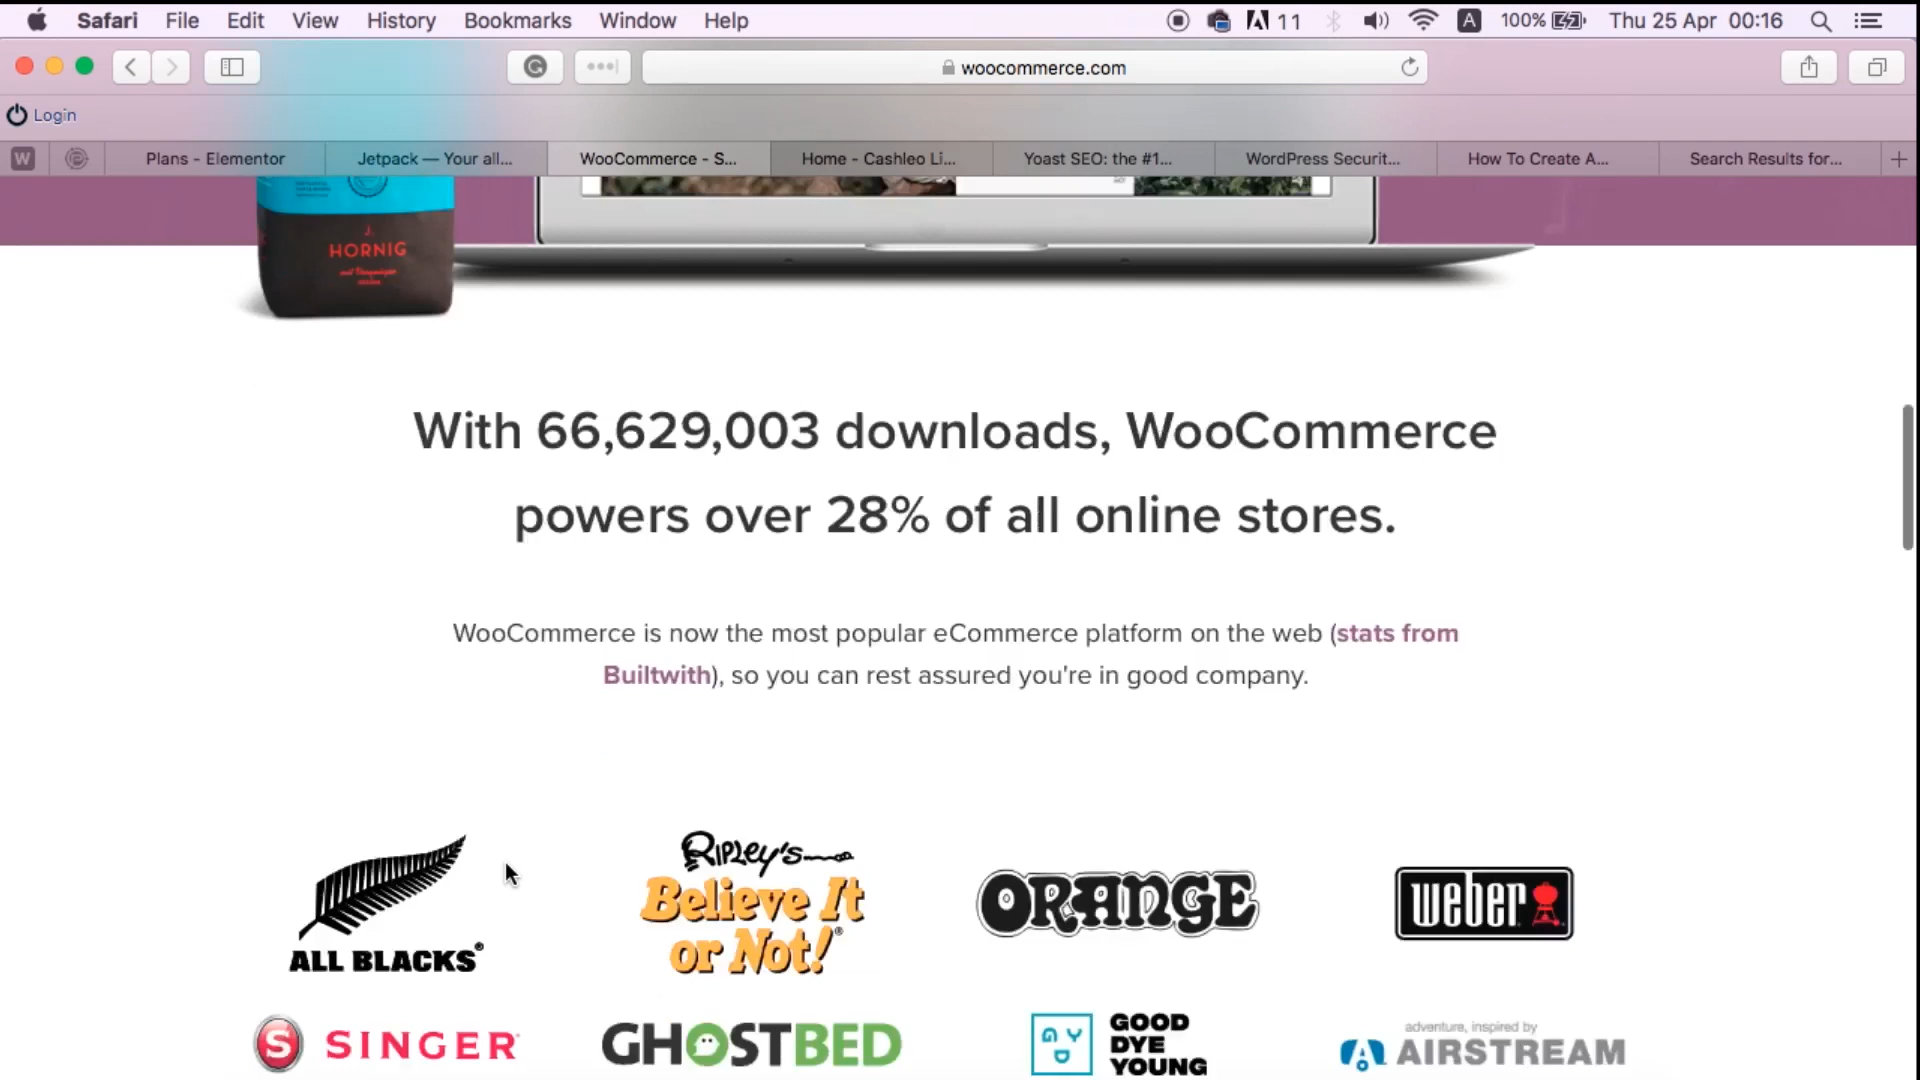 Safari File Edit View History Bookmarks Window Help
11
A
100%
Thu 25 Apr 00:16
woocommerce.com
Login
W
Plans - Elementor
Jetpack — Your all...
WooCommerce - S...
Home - Cashleo Li...
Yoast SEO: the #1...
WordPress Securit...
How To Create A...
Search Results for...
J.
HORNIG
With 66,629,003 downloads, WooCommerce
powers over 28% of all online stores.
WooCommerce is now the most popular eCommerce platform on the web (stats from
Builtwith), so you can rest assured you're in good company.
ALL BLACKS®
RIPLEY'S
Believe It
or Not!®
ORANGE
weber
S SINGER
GHOSTBED
GOOD
DYE
YOUNG
adventure, inspired by
AIRSTREAM